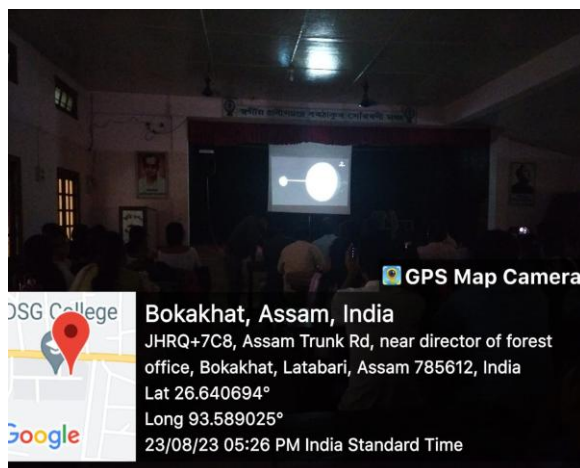 GPS Map Camera
DSG College
Google
Bokakhat, Assam, India
JHRQ+7C8, Assam Trunk Rd, near director of forest
office, Bokakhat, Latabari, Assam 785612, India
Lat 26.640694°
Long 93.589025°
23/08/23 05:26 PM India Standard Time